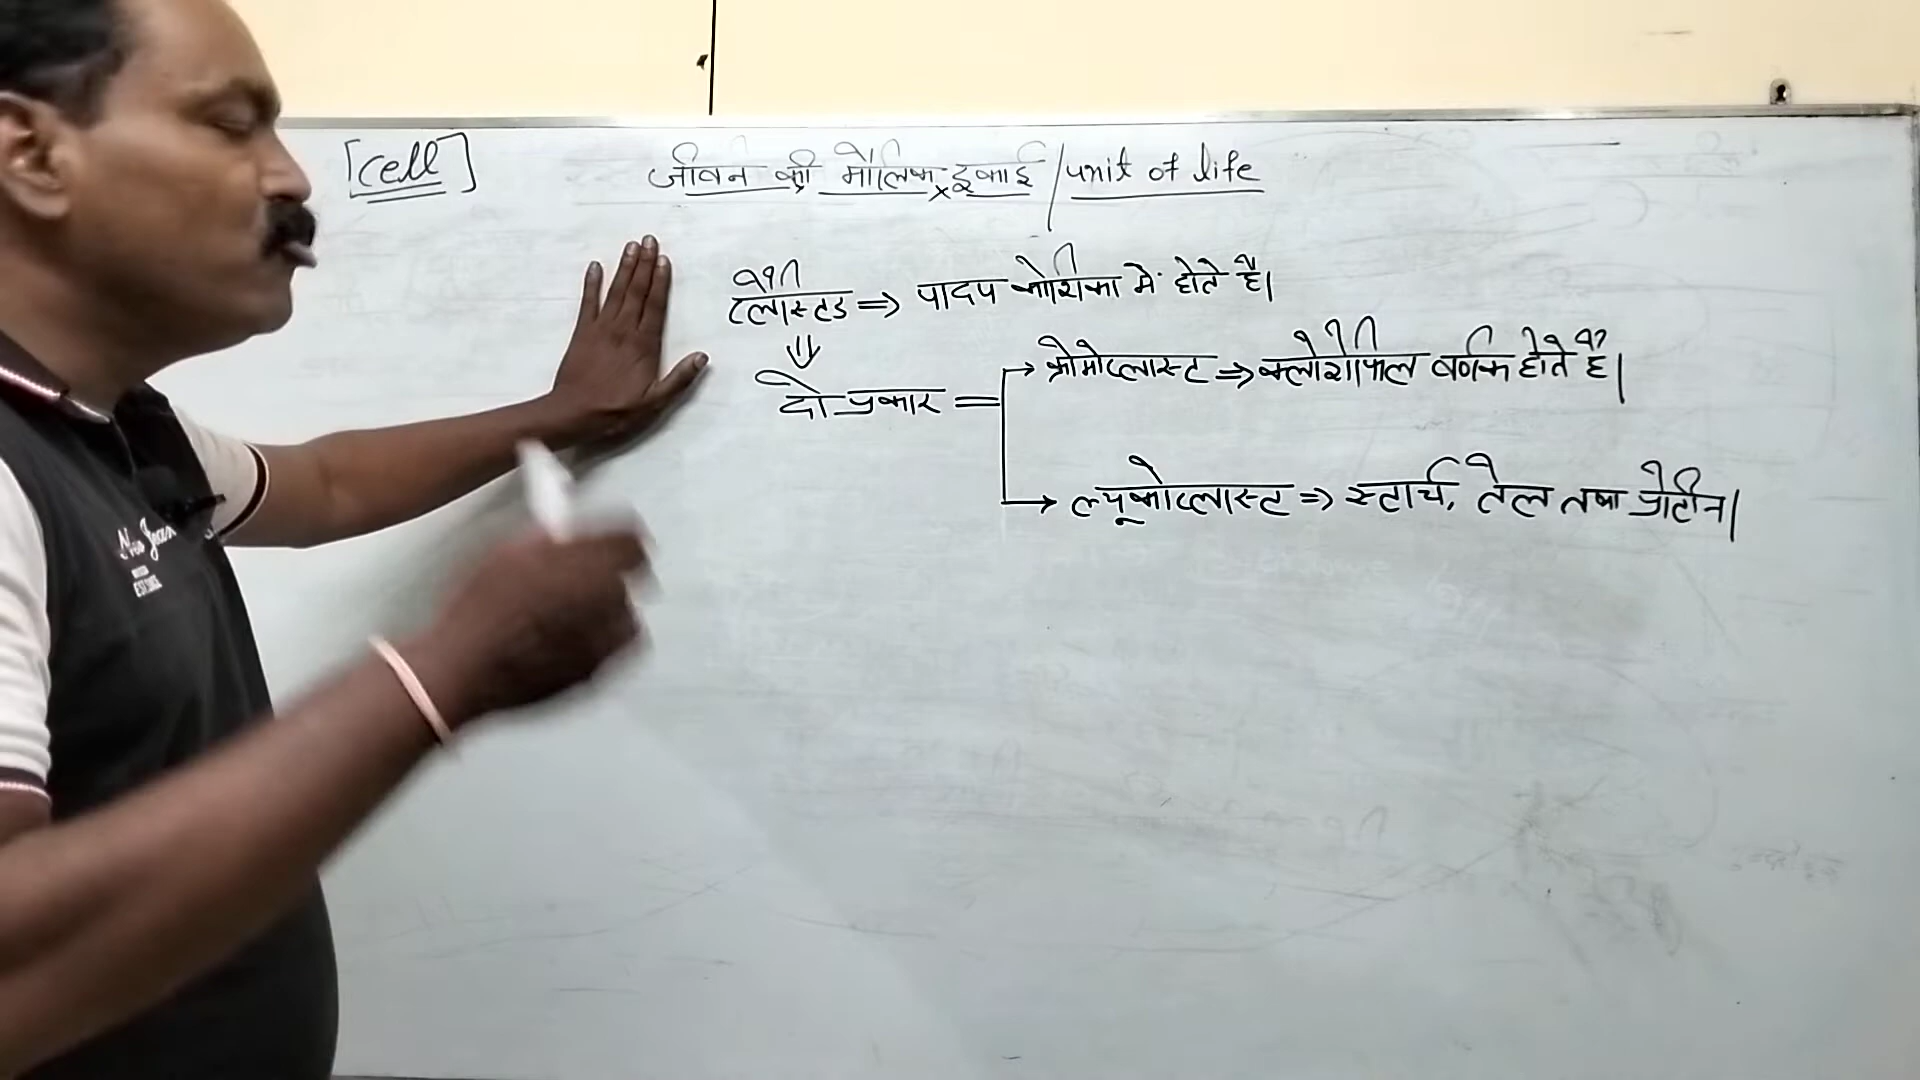 [Cell]
जीवन की मौलिक इकाई / unit of life
प्लास्टिड ⇒ पादप कोशिका में होते है।
⇓
दो प्रकार =
→ क्रोमोप्लास्ट ⇒ क्लोरोफिल वर्णक होते है।
→ ल्यूकोप्लास्ट ⇒ स्टार्च, तेल तथा प्रोटीन।